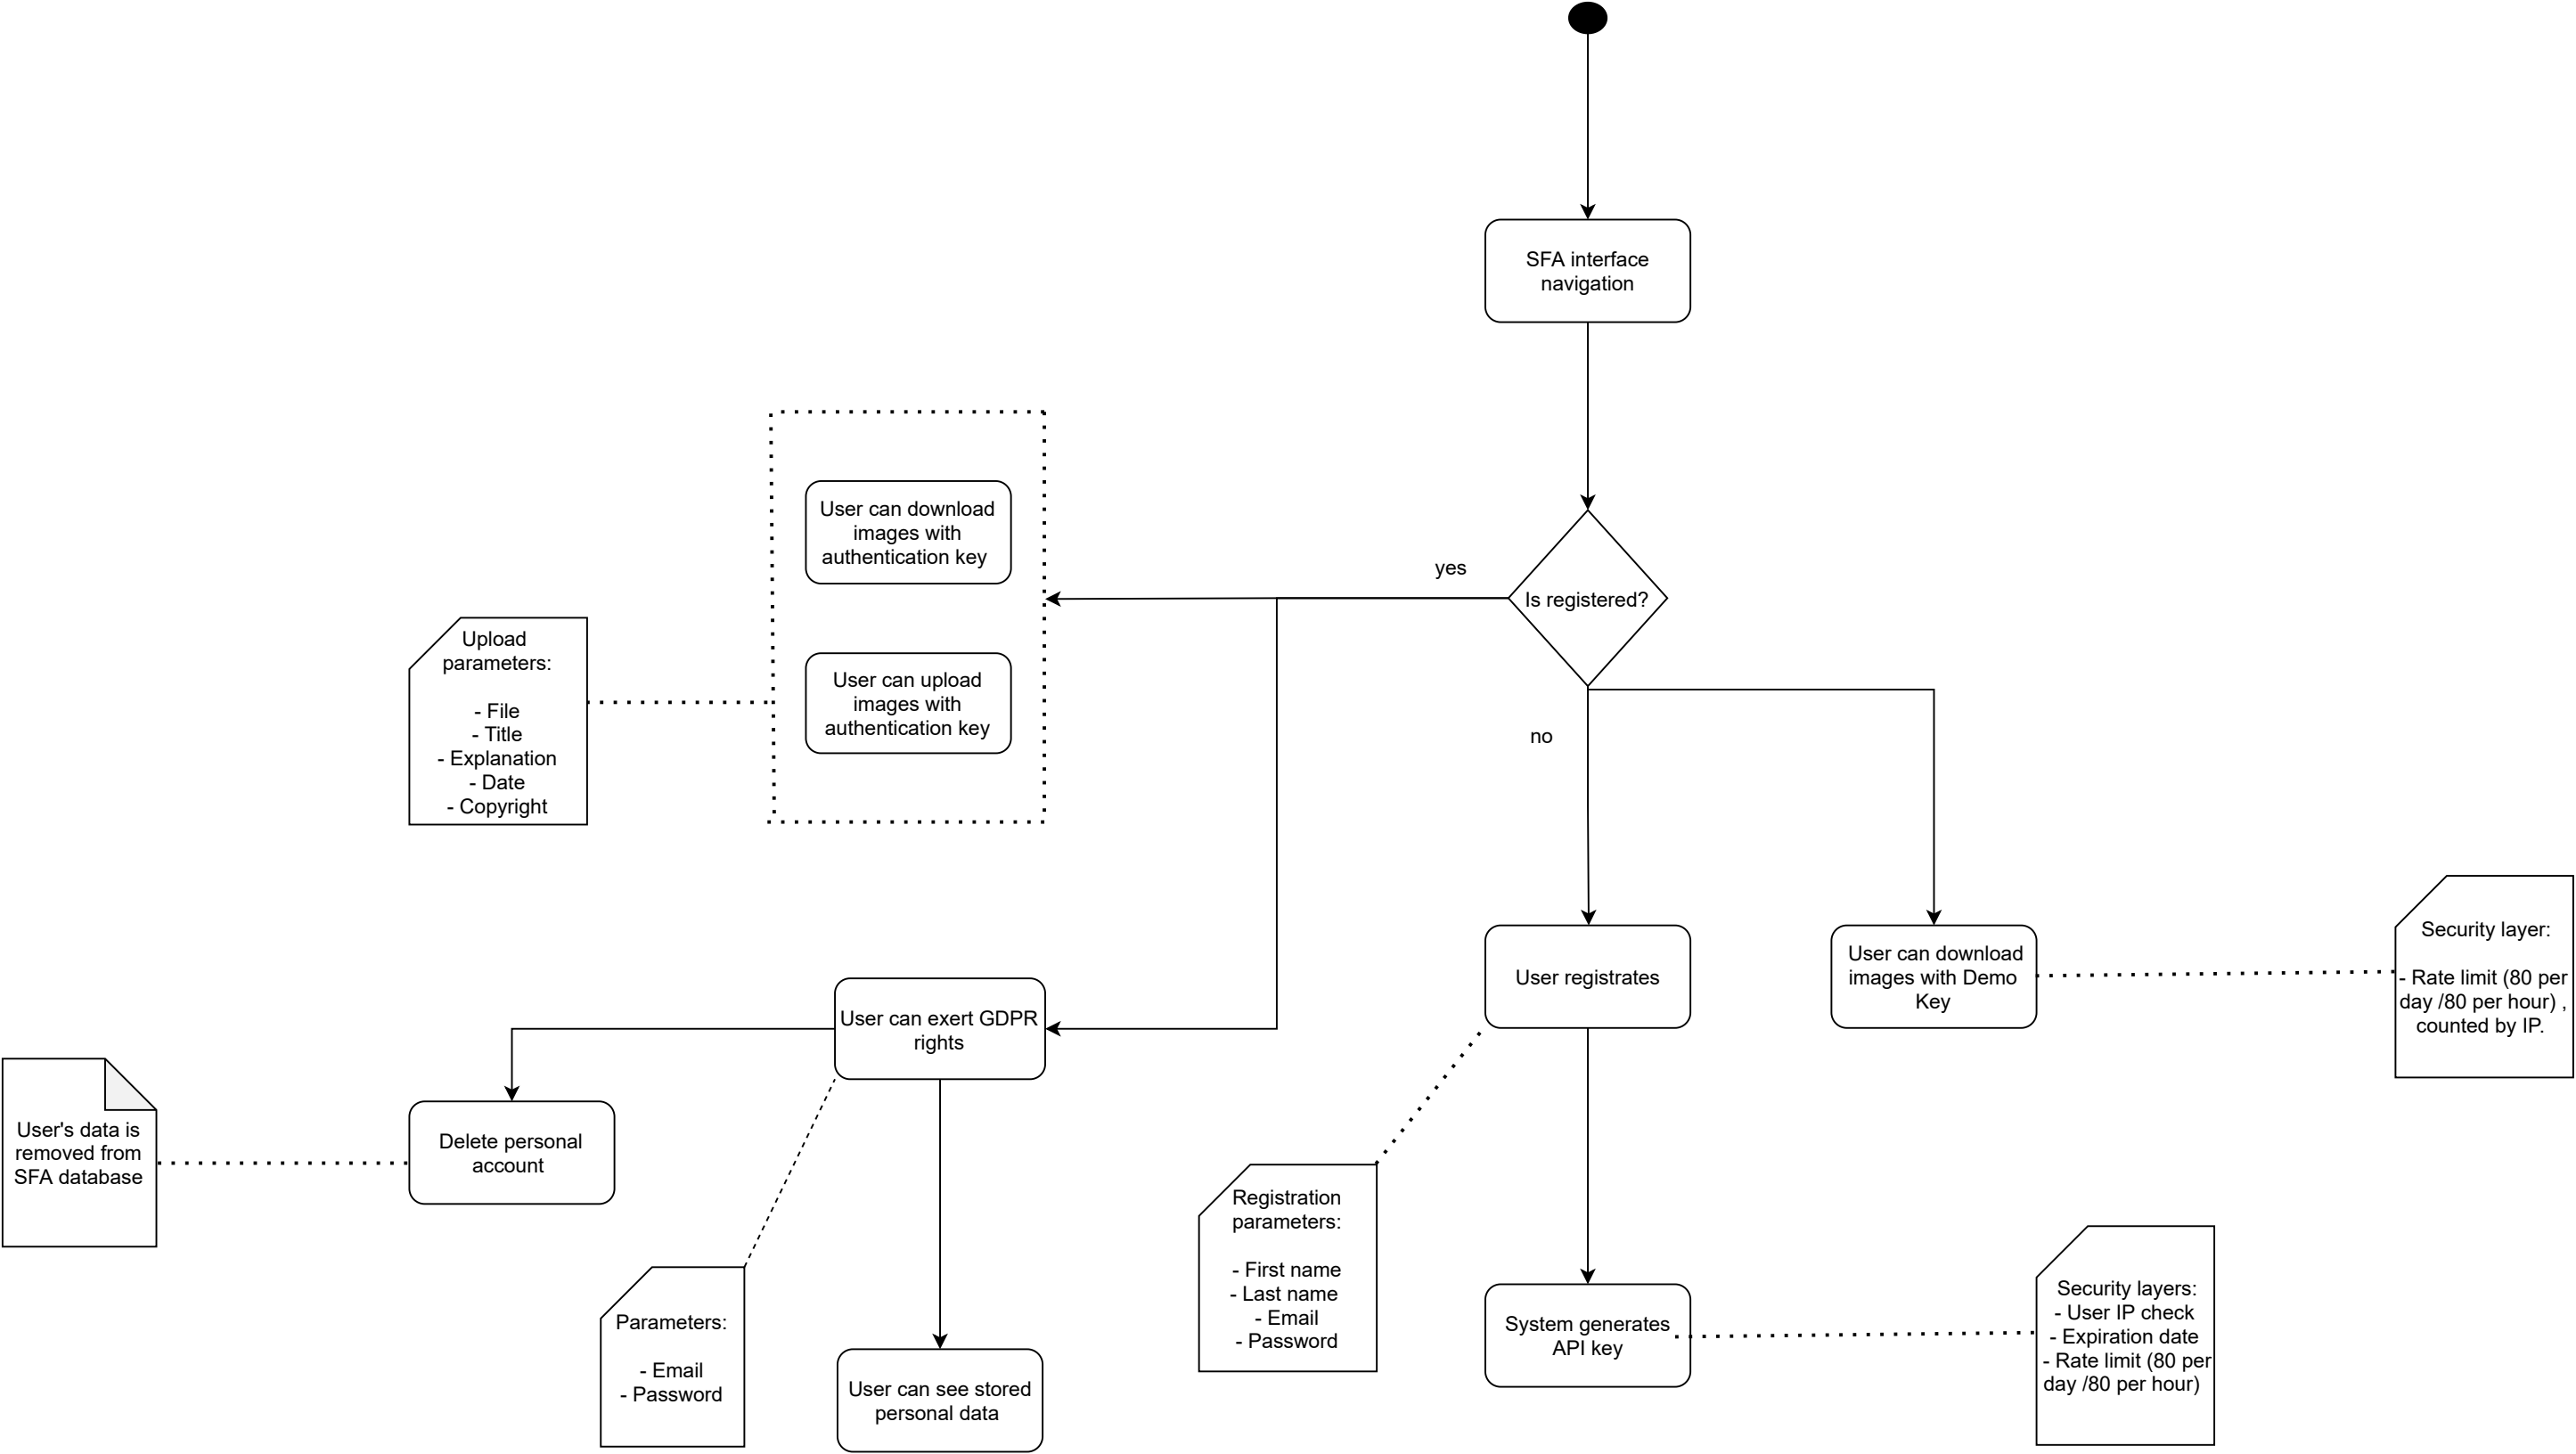 SFA interface
navigation
User can download
images with
authentication key
yes
Is registered?
Upload
parameters:
- File
- Title
- Explanation
- Date
- Copyright
User can upload
images with
authentication key
no
Security layer:
- Rate limit (80 per
day /80 per hour) ,
counted by IP.
User registrates
User can download
images with Demo
Key
User can exert GDPR
rights
User's data is
removed from
SFA database
Delete personal
account
Registration
parameters:
- First name
- Last name
- Email
- Password
Parameters:
- Email
- Password
System generates
API key
Security layers:
- User IP check
- Expiration date
- Rate limit (80 per
day /80 per hour)
User can see stored
personal data